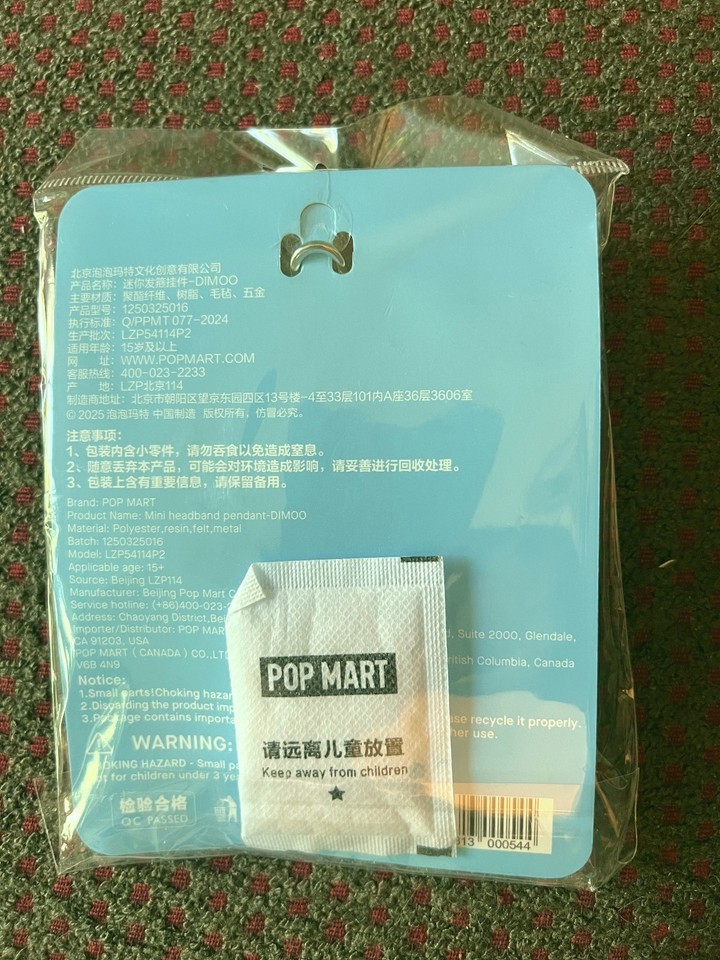 北京泡泡玛特文化创意有限公司
产品名称：迷你发箍挂件-DIMOO
主要材质：聚酯纤维、树脂、毛毡、五金
产品型号：1250325016
执行标准：Q/PPMT 077-2024
生产批次：LZP54114P2
适用年龄：15岁及以上
网 址：WWW.POPMART.COM
客服热线：400-023-2233
产 地：LZP北京114
制造商地址：北京市朝阳区望京东园四区13号楼-4至33层101内A座36层3606室
© 2025 泡泡玛特 中国制造 版权所有，仿冒必究。
注意事项：
1、包装内含小零件，请勿吞食以免造成窒息。
2、随意丢弃本产品，可能会对环境造成影响，请妥善进行回收处理。
3、包装上含有重要信息，请保留备用。
Brand: POP MART
Product Name: Mini headband pendant-DIMOO
Material: Polyester,resin,felt,metal
Batch: 1250325016
Model: LZP54114P2
Applicable age: 15+
Source: Beijing LZP114
Manufacturer: Beijing Pop Mart
Service hotline: (+86)400-023-
Address: Chaoyang District,
Importer/Distributor: POP
Suite 2000, Glendale,
CA 91203, USA
POP MART ( CANADA ) CO.,
British Columbia, Canada
V6B 4N9
Notice:
1.Small parts!Choking
2.Discarding the product
recycle it properly.
3.Package contains
use.
WARNING:
CHOKING HAZARD - Small
Not for children under 3
检验合格
QC PASSED
POP MART
请远离儿童放置
Keep away from children
813 000544